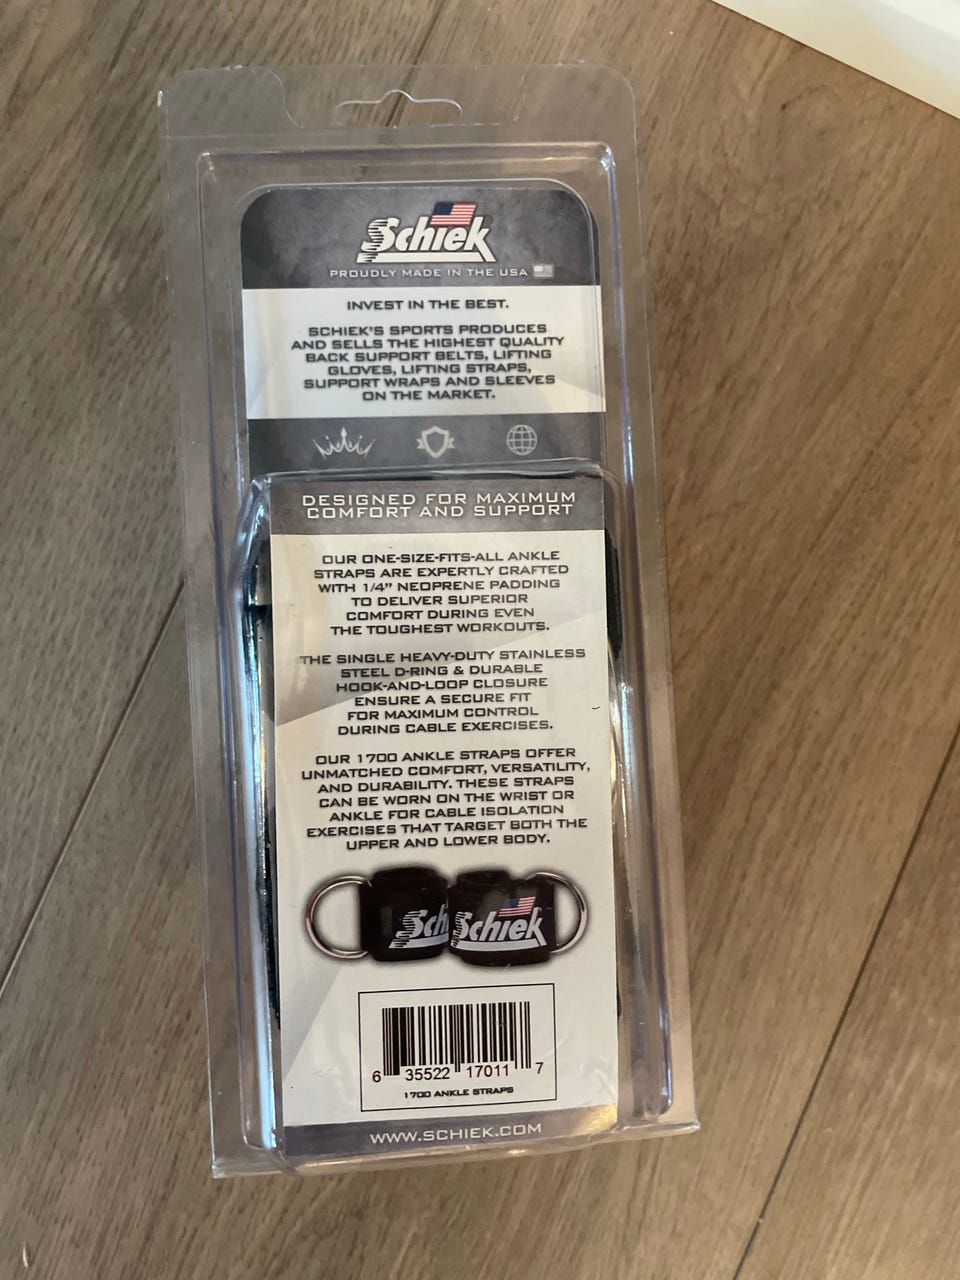 Schiek
PROUDLY MADE IN THE USA
INVEST IN THE BEST.
SCHIEK'S SPORTS PRODUCES
AND SELLS THE HIGHEST QUALITY
BACK SUPPORT BELTS, LIFTING
GLOVES, LIFTING STRAPS,
SUPPORT WRAPS AND SLEEVES
ON THE MARKET.
DESIGNED FOR MAXIMUM
COMFORT AND SUPPORT
OUR ONE-SIZE-FITS-ALL ANKLE
STRAPS ARE EXPERTLY CRAFTED
WITH 1/4" NEOPRENE PADDING
TO DELIVER SUPERIOR
COMFORT DURING EVEN
THE TOUGHEST WORKOUTS.
THE SINGLE HEAVY-DUTY STAINLESS
STEEL D-RING & DURABLE
HOOK-AND-LOOP CLOSURE
ENSURE A SECURE FIT
FOR MAXIMUM CONTROL
DURING CABLE EXERCISES.
OUR 1700 ANKLE STRAPS OFFER
UNMATCHED COMFORT, VERSATILITY,
AND DURABILITY. THESE STRAPS
CAN BE WORN ON THE WRIST OR
ANKLE FOR CABLE ISOLATION
EXERCISES THAT TARGET BOTH THE
UPPER AND LOWER BODY.
Sch Schiek
6 35522 17011 7
1700 ANKLE STRAPS
WWW.SCHIEK.COM